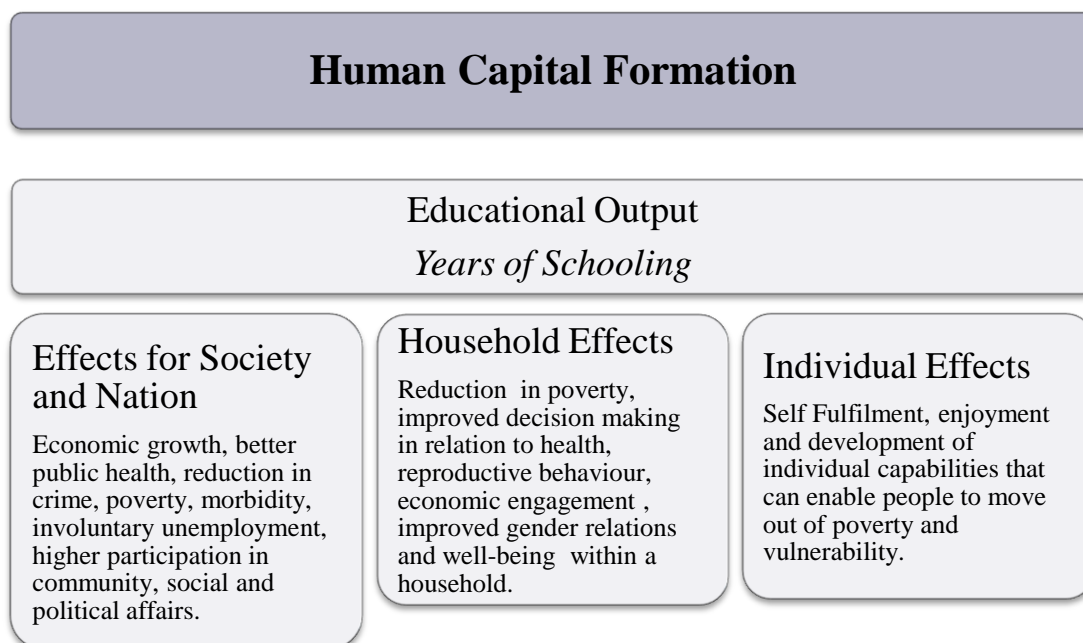 Human Capital Formation
Educational Output
Years of Schooling
Effects for Society
and Nation
Economic growth, better
public health, reduction in
crime, poverty, morbidity,
involuntary unemployment,
higher participation in
community, social and
political affairs.
Household Effects
Reduction in poverty,
improved decision making
in relation to health,
reproductive behaviour,
economic engagement ,
improved gender relations
and well-being within a
household.
Individual Effects
Self Fulfilment, enjoyment
and development of
individual capabilities that
can enable people to move
out of poverty and
vulnerability.